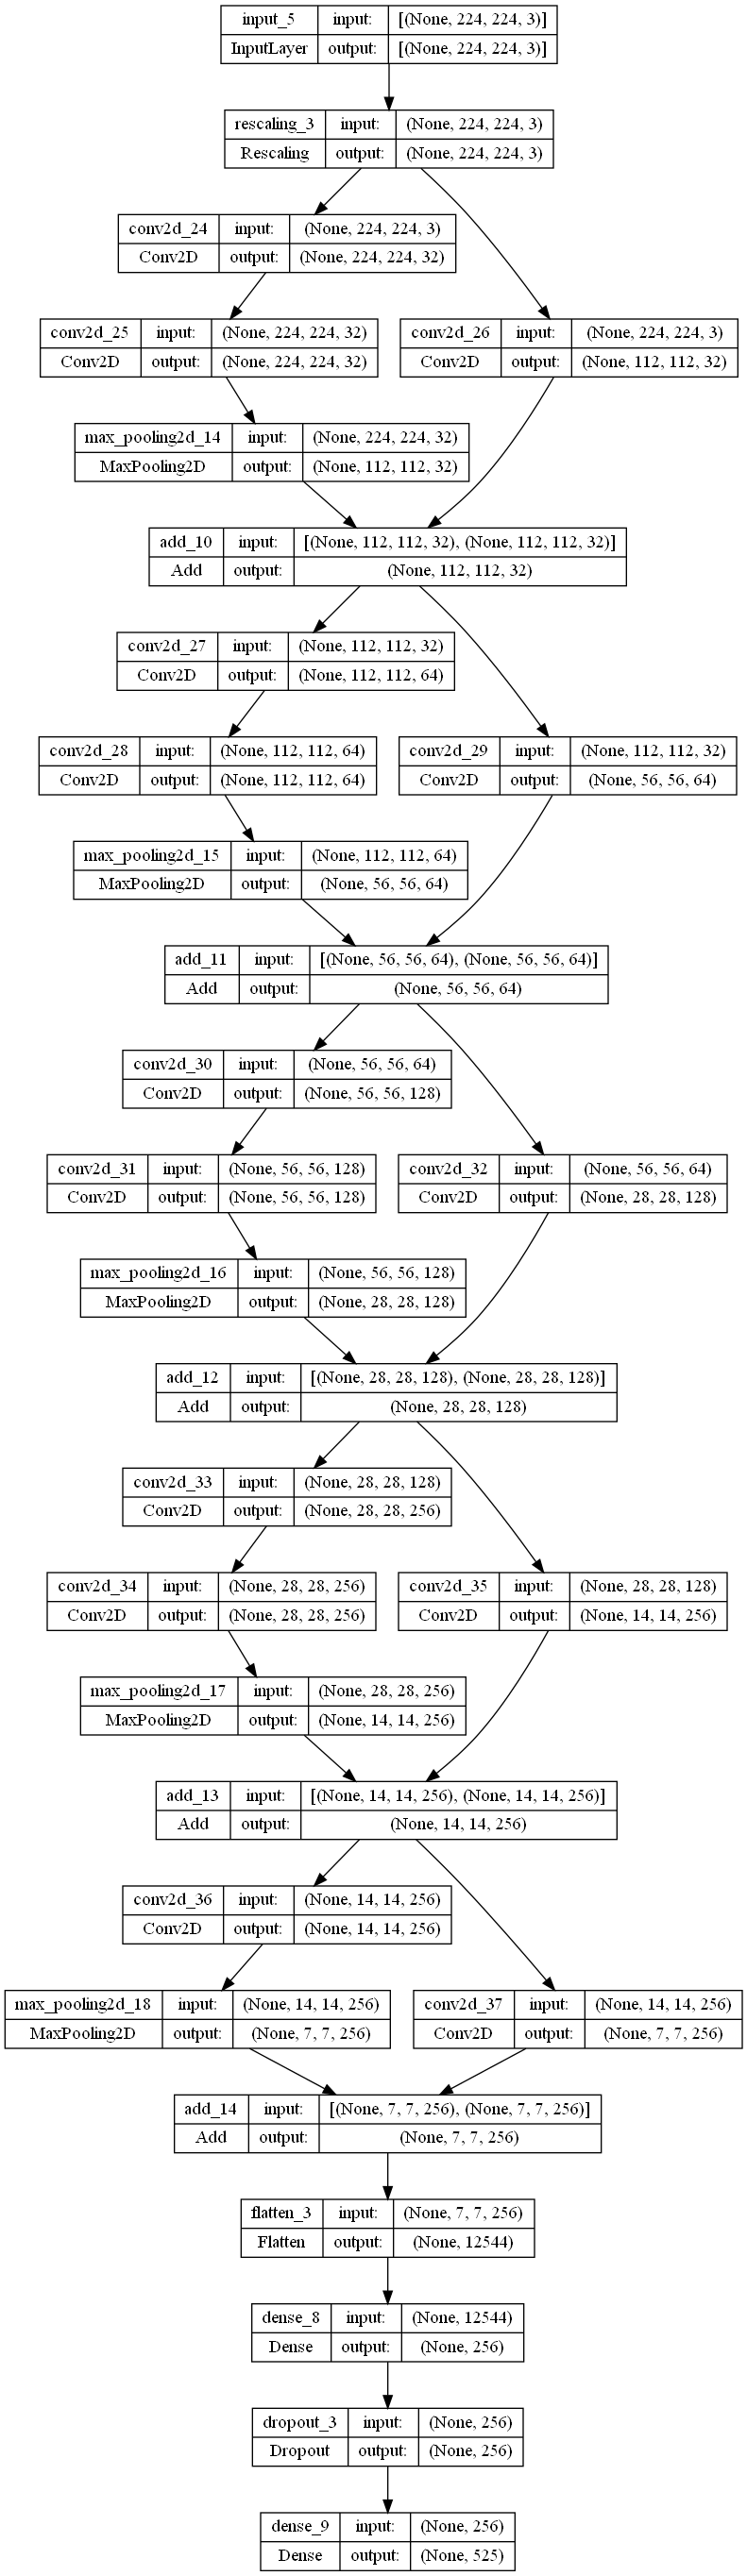 input_5 input: [(None, 224, 224, 3)]
InputLayer output: [(None, 224, 224, 3)]
rescaling_3 input: (None, 224, 224, 3)
Rescaling output: (None, 224, 224, 3)
conv2d_24 input: (None, 224, 224, 3)
Conv2D output: (None, 224, 224, 32)
conv2d_25 input: (None, 224, 224, 32)
Conv2D output: (None, 224, 224, 32)
conv2d_26 input: (None, 224, 224, 3)
Conv2D output: (None, 112, 112, 32)
max_pooling2d_14 input: (None, 224, 224, 32)
MaxPooling2D output: (None, 112, 112, 32)
add_10 input: [(None, 112, 112, 32), (None, 112, 112, 32)]
Add output: (None, 112, 112, 32)
conv2d_27 input: (None, 112, 112, 32)
Conv2D output: (None, 112, 112, 64)
conv2d_28 input: (None, 112, 112, 64)
Conv2D output: (None, 112, 112, 64)
conv2d_29 input: (None, 112, 112, 32)
Conv2D output: (None, 56, 56, 64)
max_pooling2d_15 input: (None, 112, 112, 64)
MaxPooling2D output: (None, 56, 56, 64)
add_11 input: [(None, 56, 56, 64), (None, 56, 56, 64)]
Add output: (None, 56, 56, 64)
conv2d_30 input: (None, 56, 56, 64)
Conv2D output: (None, 56, 56, 128)
conv2d_31 input: (None, 56, 56, 128)
Conv2D output: (None, 56, 56, 128)
conv2d_32 input: (None, 56, 56, 64)
Conv2D output: (None, 28, 28, 128)
max_pooling2d_16 input: (None, 56, 56, 128)
MaxPooling2D output: (None, 28, 28, 128)
add_12 input: [(None, 28, 28, 128), (None, 28, 28, 128)]
Add output: (None, 28, 28, 128)
conv2d_33 input: (None, 28, 28, 128)
Conv2D output: (None, 28, 28, 256)
conv2d_34 input: (None, 28, 28, 256)
Conv2D output: (None, 28, 28, 256)
conv2d_35 input: (None, 28, 28, 128)
Conv2D output: (None, 14, 14, 256)
max_pooling2d_17 input: (None, 28, 28, 256)
MaxPooling2D output: (None, 14, 14, 256)
add_13 input: [(None, 14, 14, 256), (None, 14, 14, 256)]
Add output: (None, 14, 14, 256)
conv2d_36 input: (None, 14, 14, 256)
Conv2D output: (None, 14, 14, 256)
max_pooling2d_18 input: (None, 14, 14, 256)
MaxPooling2D output: (None, 7, 7, 256)
conv2d_37 input: (None, 14, 14, 256)
Conv2D output: (None, 7, 7, 256)
add_14 input: [(None, 7, 7, 256), (None, 7, 7, 256)]
Add output: (None, 7, 7, 256)
flatten_3 input: (None, 7, 7, 256)
Flatten output: (None, 12544)
dense_8 input: (None, 12544)
Dense output: (None, 256)
dropout_3 input: (None, 256)
Dropout output: (None, 256)
dense_9 input: (None, 256)
Dense output: (None, 525)